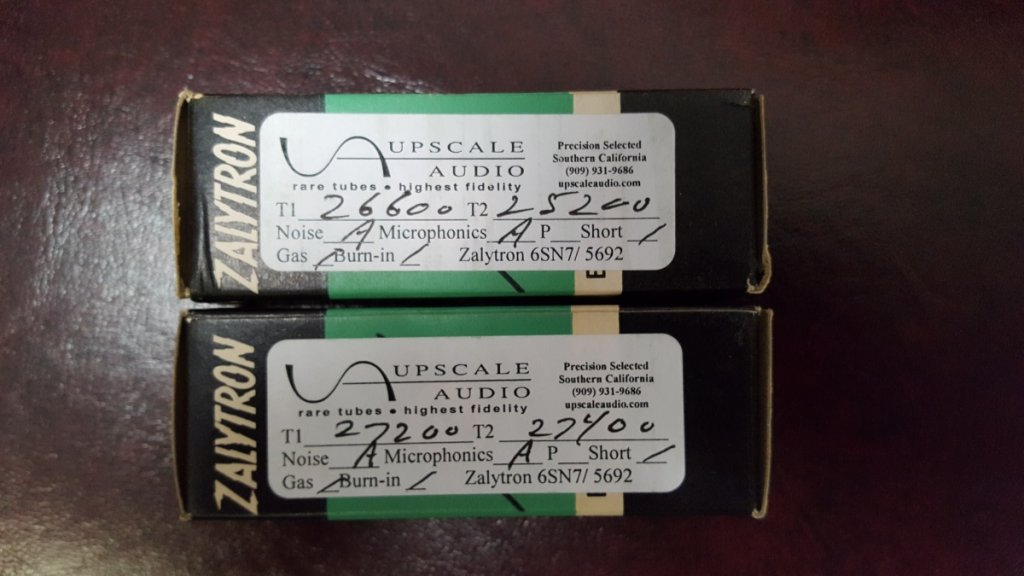 ZALYTRON
UPSCALE
AUDIO
rare tubes • highest fidelity
Precision Selected
Southern California
(909) 931-9686
upscaleaudio.com
T1 26600 T2 25200
Noise A Microphonics A P Short
Gas Burn-in Zalytron 6SN7/ 5692
E
ZALYTRON
UPSCALE
AUDIO
rare tubes • highest fidelity
Precision Selected
Southern California
(909) 931-9686
upscaleaudio.com
T1 27200 T2 27400
Noise A Microphonics A P Short
Gas Burn-in Zalytron 6SN7/ 5692